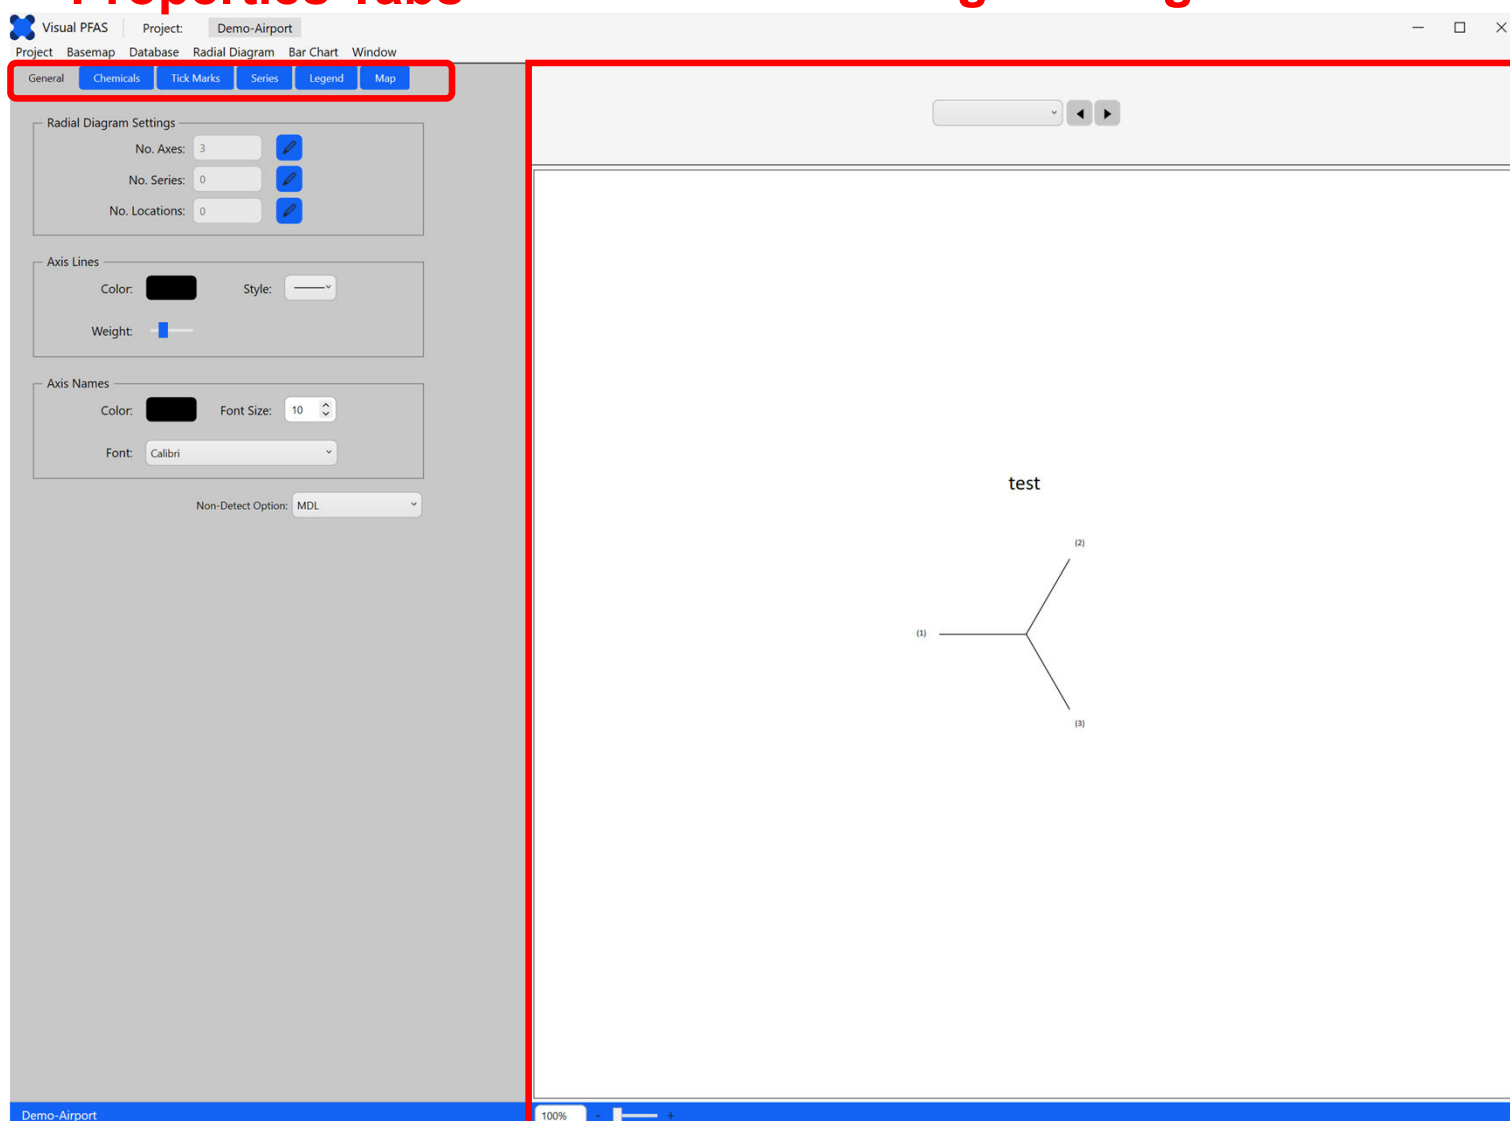 Properties Tabs
Visual PFAS Project: Demo-Airport
Project Basemap Database Radial Diagram Bar Chart Window
General Chemicals Tick Marks Series Legend Map
Radial Diagram Settings
No. Axes: 3
No. Series: 0
No. Locations: 0
Axis Lines
Color: Style:
Weight:
Axis Names
Color: Font Size: 10
Font: Calibri
Non-Detect Option: MDL
test
(2)
(1)
(3)
Demo-Airport
100% - +